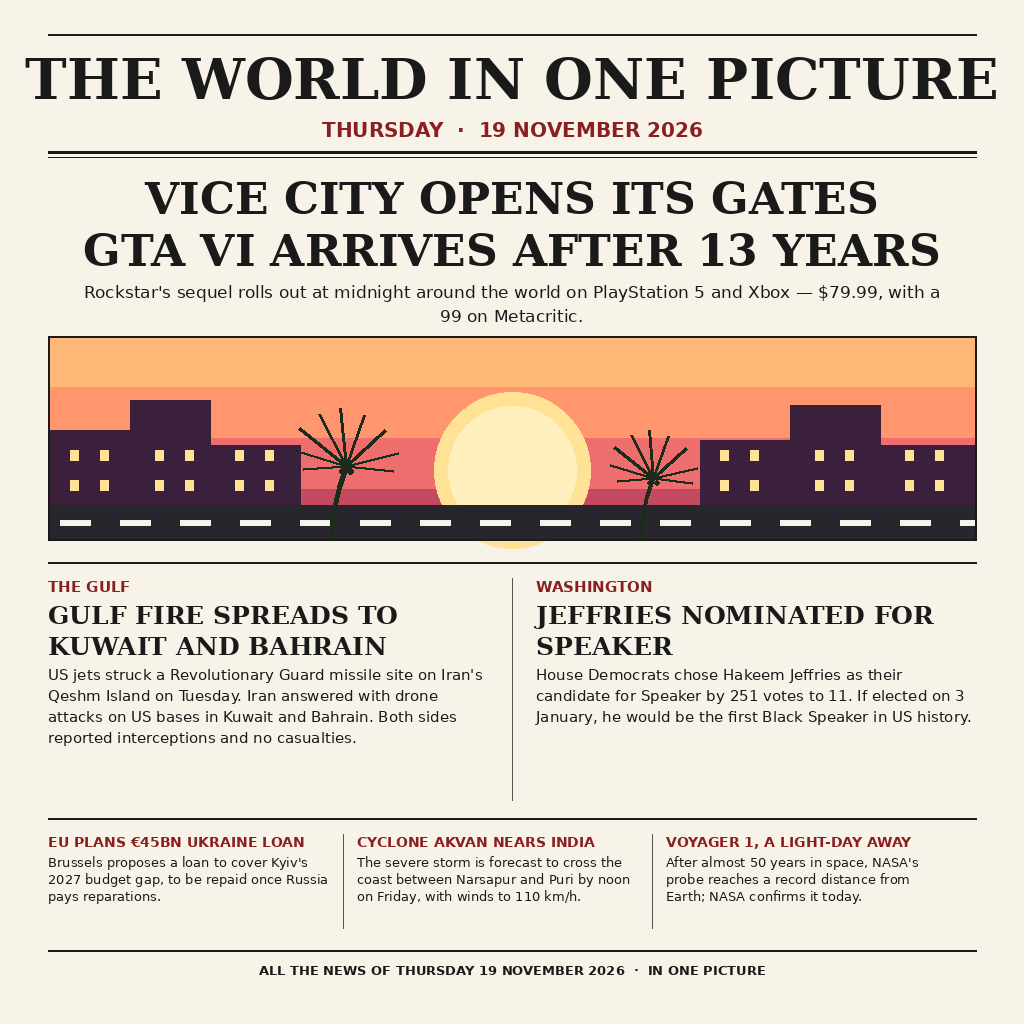 THE WORLD IN ONE PICTURE
THURSDAY · 19 NOVEMBER 2026
VICE CITY OPENS ITS GATES
GTA VI ARRIVES AFTER 13 YEARS
Rockstar's sequel rolls out at midnight around the world on PlayStation 5 and Xbox — $79.99, with a
99 on Metacritic.
THE GULF
GULF FIRE SPREADS TO
KUWAIT AND BAHRAIN
US jets struck a Revolutionary Guard missile site on Iran's
Qeshm Island on Tuesday. Iran answered with drone
attacks on US bases in Kuwait and Bahrain. Both sides
reported interceptions and no casualties.
WASHINGTON
JEFFRIES NOMINATED FOR
SPEAKER
House Democrats chose Hakeem Jeffries as their
candidate for Speaker by 251 votes to 11. If elected on 3
January, he would be the first Black Speaker in US history.
EU PLANS €45BN UKRAINE LOAN
Brussels proposes a loan to cover Kyiv's
2027 budget gap, to be repaid once Russia
pays reparations.
CYCLONE AKVAN NEARS INDIA
The severe storm is forecast to cross the
coast between Narsapur and Puri by noon
on Friday, with winds to 110 km/h.
VOYAGER 1, A LIGHT-DAY AWAY
After almost 50 years in space, NASA's
probe reaches a record distance from
Earth; NASA confirms it today.
ALL THE NEWS OF THURSDAY 19 NOVEMBER 2026 · IN ONE PICTURE